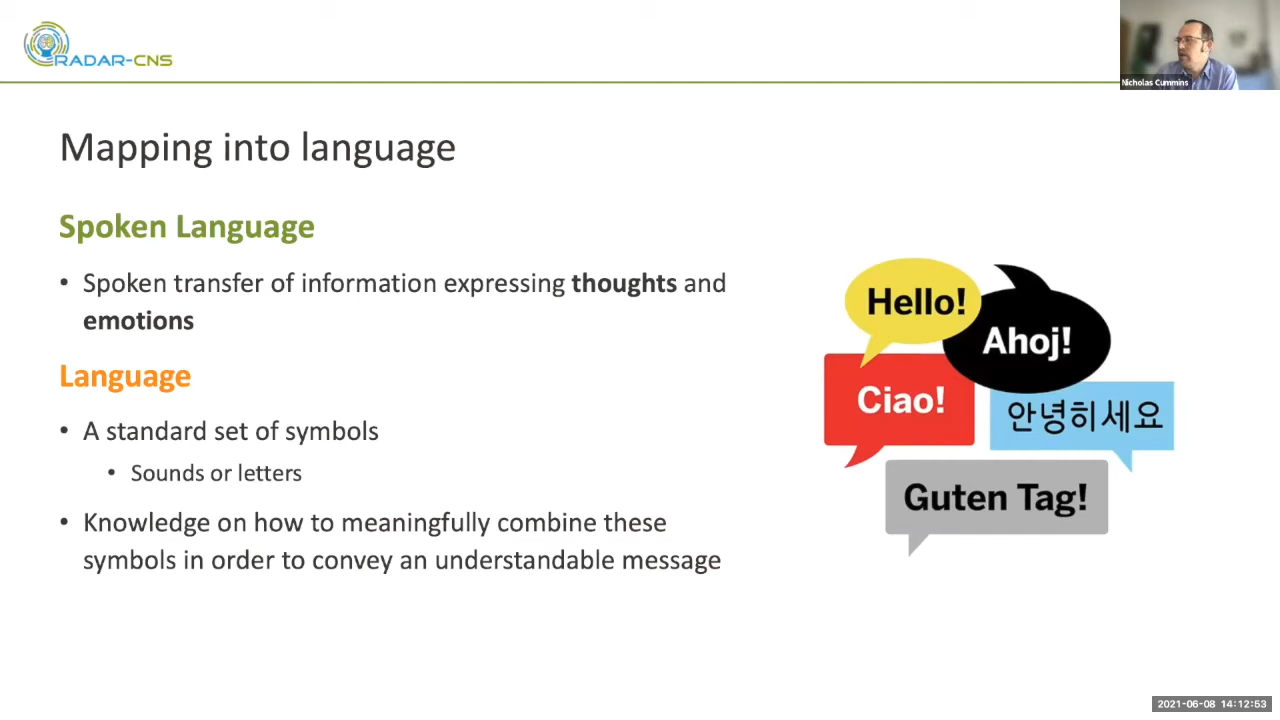 RADAR-CNS
Nicholas Cummins
Mapping into language
Spoken Language
• Spoken transfer of information expressing thoughts and
emotions
Language
• A standard set of symbols
• Sounds or letters
• Knowledge on how to meaningfully combine these
symbols in order to convey an understandable message
Hello!
Ahoj!
Ciao!
안녕히세요
Guten Tag!
2021-06-08 14:12:53